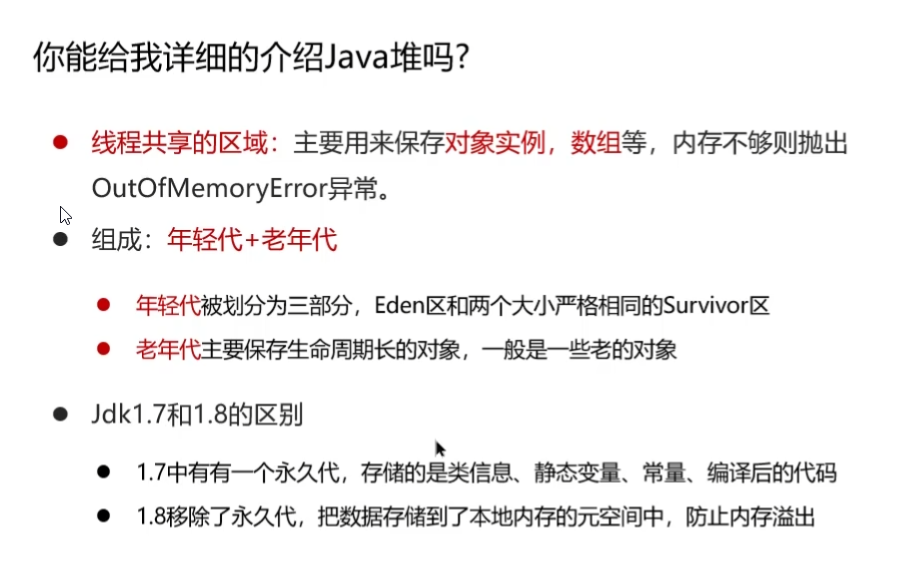 你能给我详细的介绍Java堆吗?
线程共享的区域：主要用来保存对象实例，数组等，内存不够则抛出
OutOfMemoryError异常。
组成：年轻代+老年代
年轻代被划分为三部分，Eden区和两个大小严格相同的Survivor区
老年代主要保存生命周期长的对象，一般是一些老的对象
Jdk1.7和1.8的区别
1.7中有有一个永久代，存储的是类信息、静态变量、常量、编译后的代码
1.8移除了永久代，把数据存储到了本地内存的元空间中，防止内存溢出